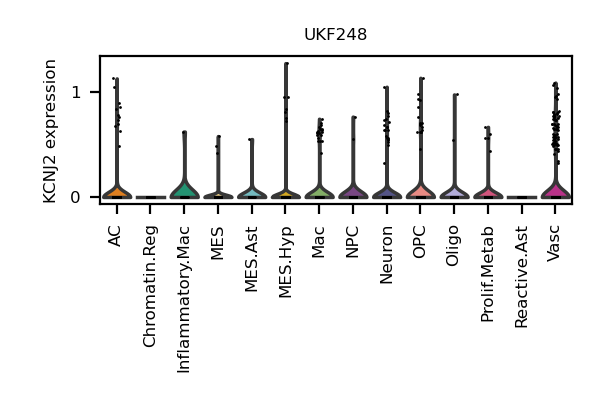 UKF248
KCNJ2 expression
1
0
AC
Chromatin.Reg
Inflammatory.Mac
MES
MES.Ast
MES.Hyp
Mac
NPC
Neuron
OPC
Oligo
Prolif.Metab
Reactive.Ast
Vasc